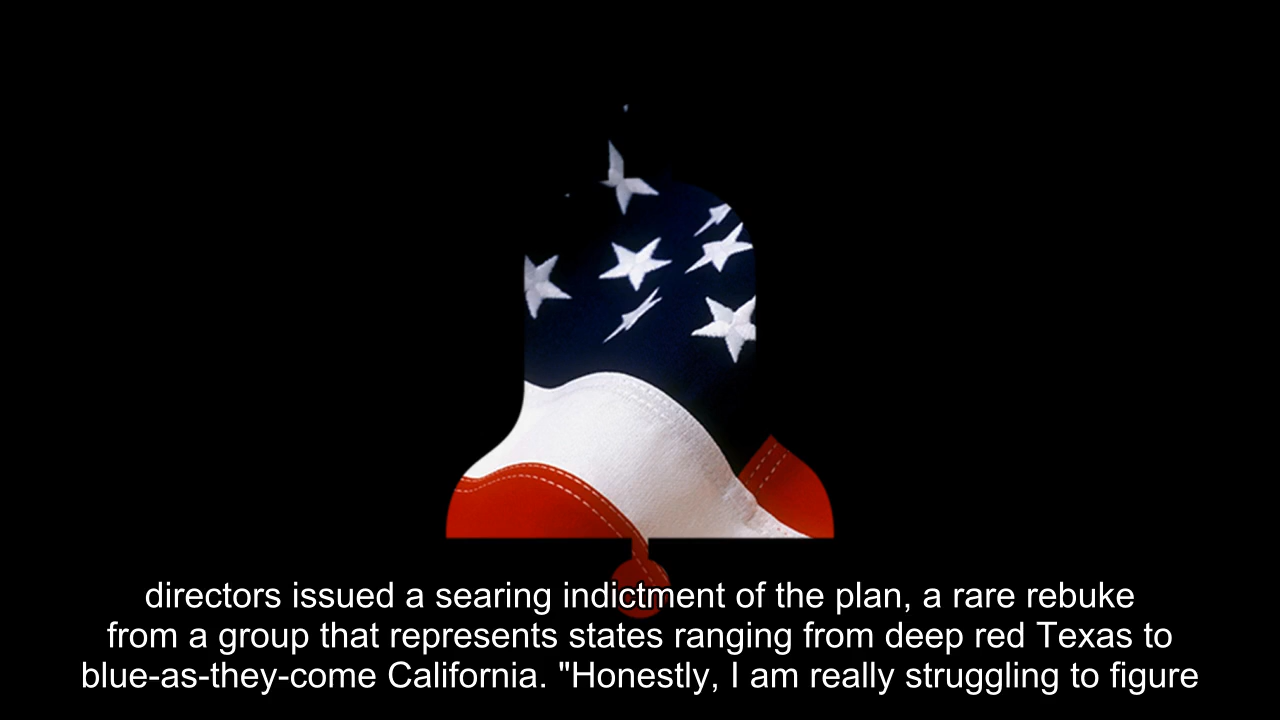 directors issued a searing indictment of the plan, a rare rebuke
from a group that represents states ranging from deep red Texas to
blue-as-they-come California. "Honestly, I am really struggling to figure